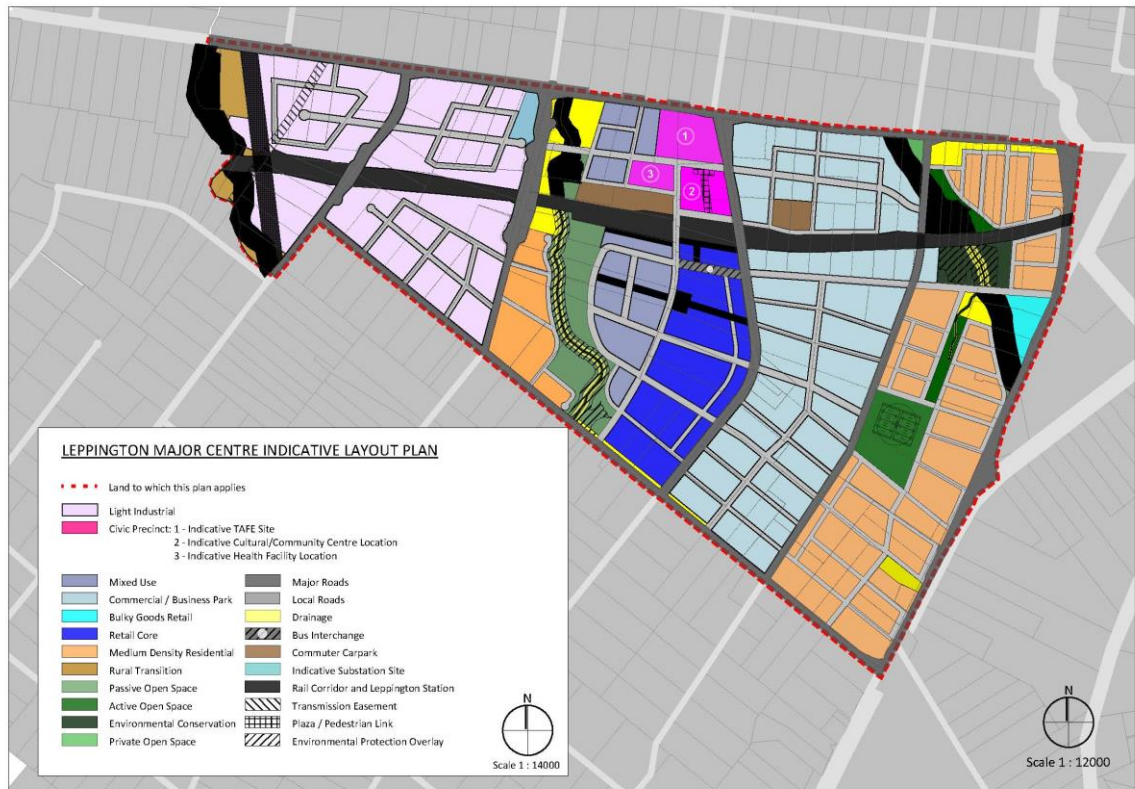 1
3
2
LEPPINGTON MAJOR CENTRE INDICATIVE LAYOUT PLAN
Land to which this plan applies
Light Industrial
Civic Precinct: 1 - Indicative TAFE Site
2 - Indicative Cultural/Community Centre Location
3 - Indicative Health Facility Location
Mixed Use
Commercial / Business Park
Bulky Goods Retail
Retail Core
Medium Density Residential
Rural Transiition
Passive Open Space
Active Open Space
Environmental Conservation
Private Open Space
Major Roads
Local Roads
Drainage
Bus Interchange
Commuter Carpark
Indicative Substation Site
Rail Corridor and Leppington Station
Transmission Easement
Plaza / Pedestrian Link
Environmental Protection Overlay
N
Scale 1 : 14000
N
Scale 1 : 12000